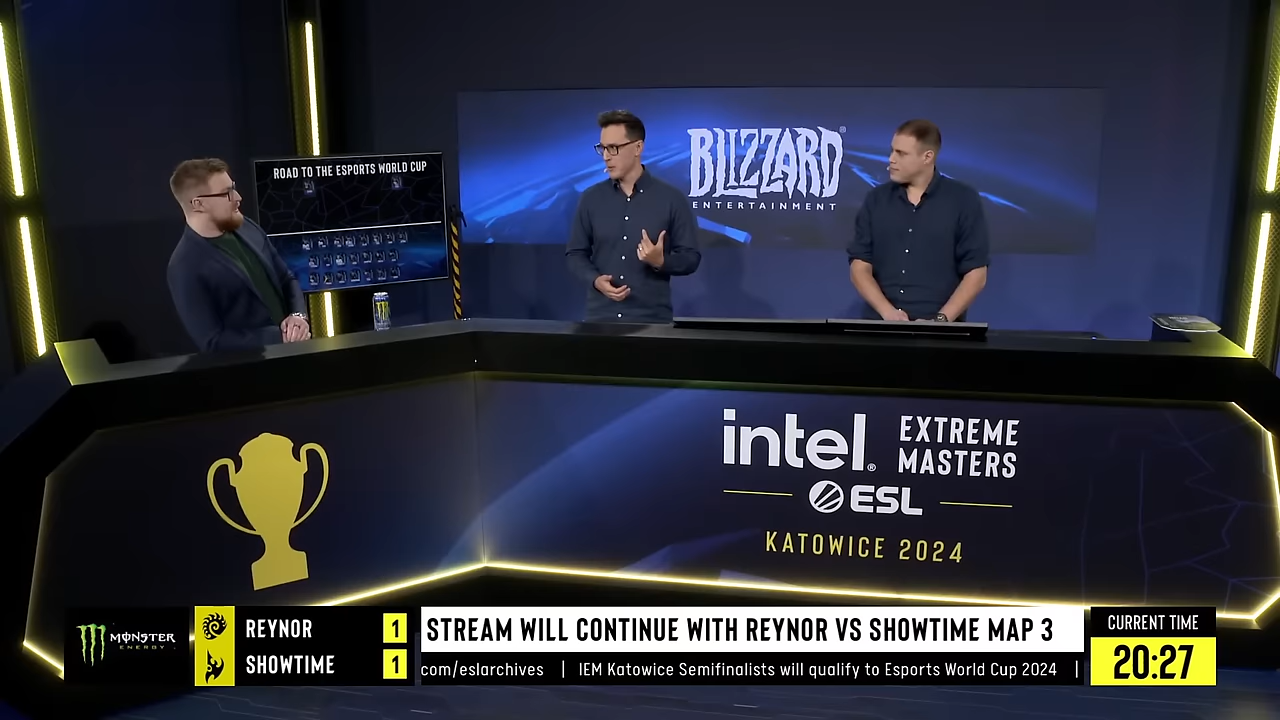 ROAD TO THE ESPORTS WORLD CUP
BLIZZARD®
ENTERTAINMENT
intel® EXTREME
MASTERS
ESL
KATOWICE 2024
MONSTER
ENERGY
REYNOR 1
SHOWTIME 1
STREAM WILL CONTINUE WITH REYNOR VS SHOWTIME MAP 3
com/eslarchives | IEM Katowice Semifinalists will qualify to Esports World Cup 2024 |
CURRENT TIME
20:27